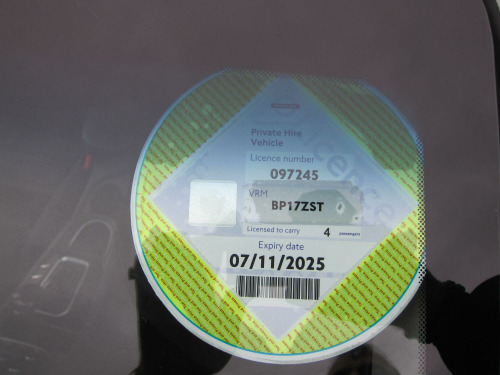 Private Hire
Vehicle
Licence number
097245
VRM
BP17ZST
Licensed to carry 4 passengers
Expiry date
07/11/2025